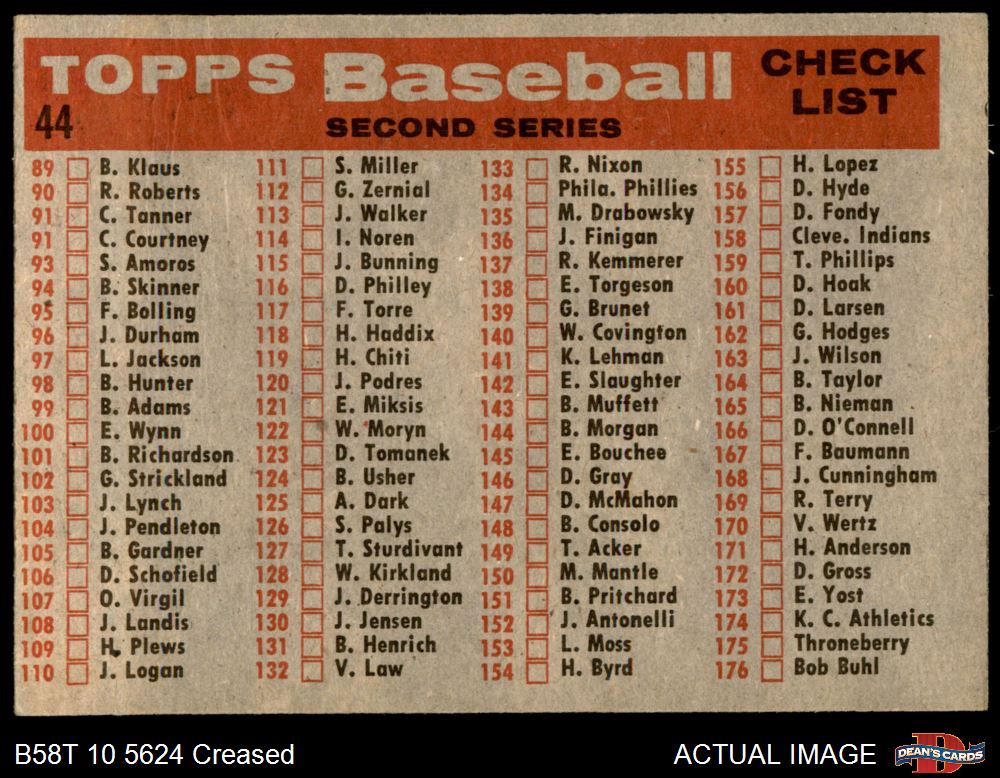 TOPPS Baseball CHECK LIST
44 SECOND SERIES
89 B. Klaus 111 S. Miller 133 R. Nixon 155 H. Lopez
90 R. Roberts 112 G. Zernial 134 Phila. Phillies 156 D. Hyde
91 C. Tanner 113 J. Walker 135 M. Drabowsky 157 D. Fondy
91 C. Courtney 114 I. Noren 136 J. Finigan 158 Cleve. Indians
93 S. Amoros 115 J. Bunning 137 R. Kemmerer 159 T. Phillips
94 B. Skinner 116 D. Philley 138 E. Torgeson 160 D. Hoak
95 F. Bolling 117 F. Torre 139 G. Brunet 161 D. Larsen
96 J. Durham 118 H. Haddix 140 W. Covington 162 G. Hodges
97 L. Jackson 119 H. Chiti 141 K. Lehman 163 J. Wilson
98 B. Hunter 120 J. Podres 142 E. Slaughter 164 B. Taylor
99 B. Adams 121 E. Miksis 143 B. Muffett 165 B. Nieman
100 E. Wynn 122 W. Moryn 144 B. Morgan 166 D. O'Connell
101 B. Richardson 123 D. Tomanek 145 E. Bouchee 167 F. Baumann
102 G. Strickland 124 B. Usher 146 D. Gray 168 J. Cunningham
103 J. Lynch 125 A. Dark 147 D. McMahon 169 R. Terry
104 J. Pendleton 126 S. Palys 148 B. Consolo 170 V. Wertz
105 B. Gardner 127 T. Sturdivant 149 T. Acker 171 H. Anderson
106 D. Schofield 128 W. Kirkland 150 M. Mantle 172 D. Gross
107 O. Virgil 129 J. Derrington 151 B. Pritchard 173 E. Yost
108 J. Landis 130 J. Jensen 152 J. Antonelli 174 K. C. Athletics
109 H. Plews 131 B. Henrich 153 L. Moss 175 Throneberry
110 J. Logan 132 V. Law 154 H. Byrd 176 Bob Buhl
B58T 10 5624 Creased ACTUAL IMAGE DEAN'S CARDS